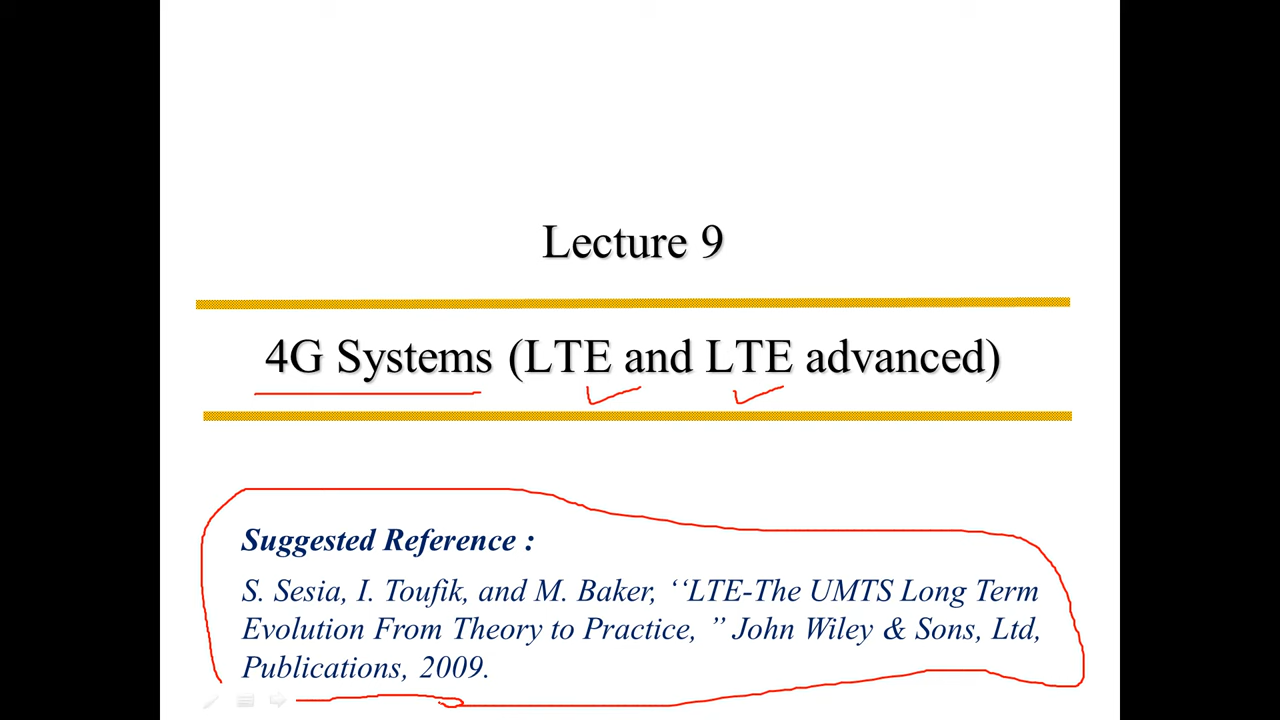 Lecture 9
4G Systems (LTE and LTE advanced)
Suggested Reference :
S. Sesia, I. Toufik, and M. Baker, ‘‘LTE-The UMTS Long Term
Evolution From Theory to Practice, ” John Wiley & Sons, Ltd,
Publications, 2009.